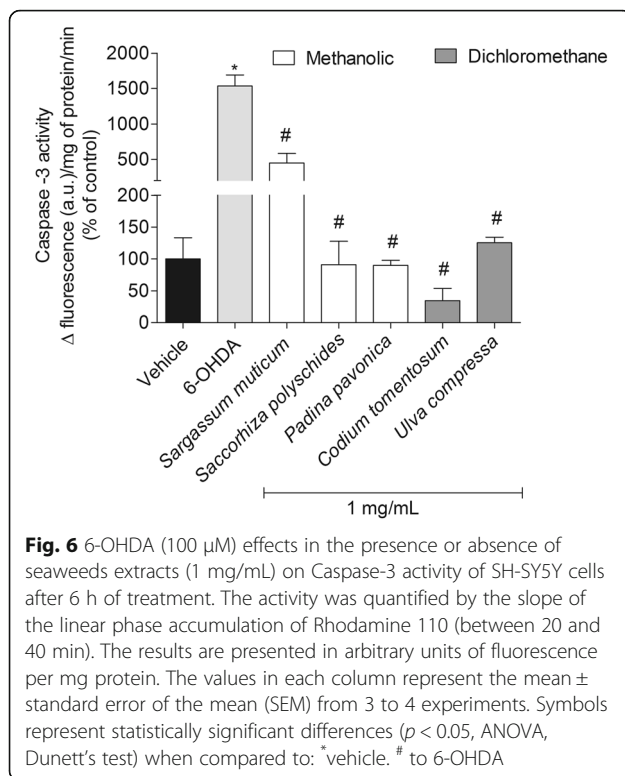 Methanolic
Dichloromethane
Caspase -3 activity
Δ fluorescence (a.u.)/mg of protein/min
(% of control)
2000
1500
1000
500
150
100
50
0
*
#
#
#
#
#
Vehicle
6-OHDA
Sargassum muticum
Saccorhiza polyschides
Padina pavonica
Codium tomentosum
Ulva compressa
1 mg/mL
Fig. 6 6-OHDA (100 μM) effects in the presence or absence of
seaweeds extracts (1 mg/mL) on Caspase-3 activity of SH-SY5Y cells
after 6 h of treatment. The activity was quantified by the slope of
the linear phase accumulation of Rhodamine 110 (between 20 and
40 min). The results are presented in arbitrary units of fluorescence
per mg protein. The values in each column represent the mean ±
standard error of the mean (SEM) from 3 to 4 experiments. Symbols
represent statistically significant differences (p < 0.05, ANOVA,
Dunett's test) when compared to: *vehicle. # to 6-OHDA